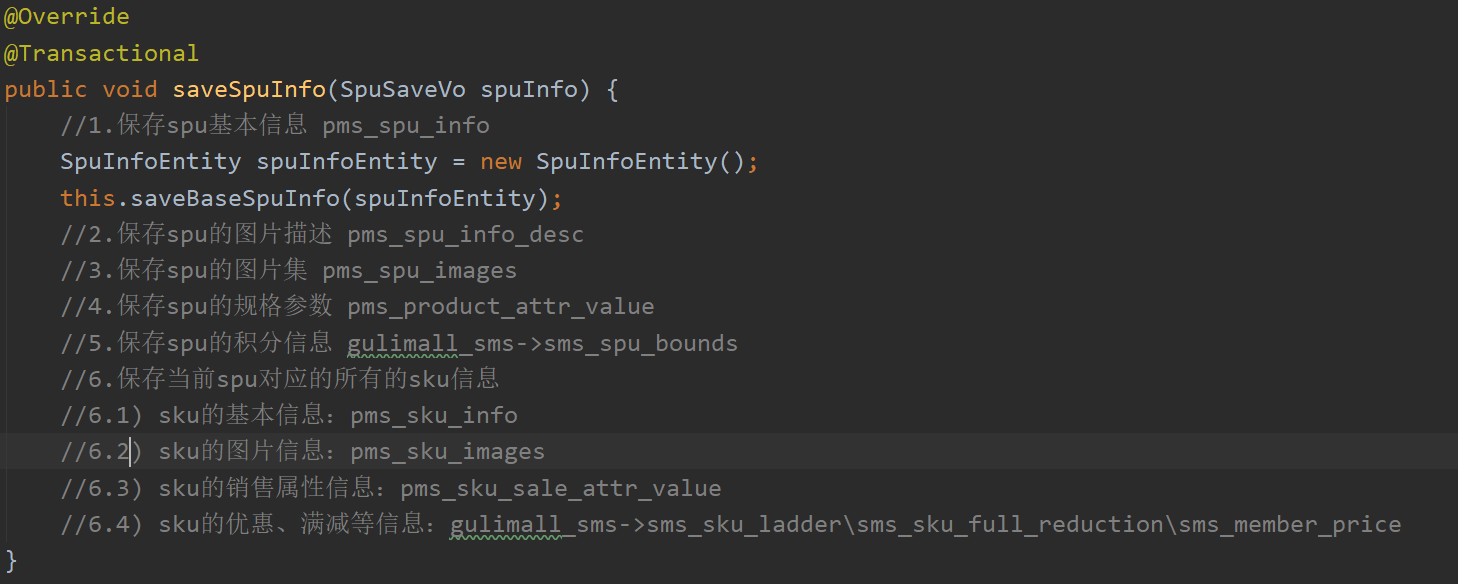 @Override
@Transactional
public void saveSpuInfo(SpuSaveVo spuInfo) {
//1.保存spu基本信息 pms_spu_info
SpuInfoEntity spuInfoEntity = new SpuInfoEntity();
this.saveBaseSpuInfo(spuInfoEntity);
//2.保存spu的图片描述 pms_spu_info_desc
//3.保存spu的图片集 pms_spu_images
//4.保存spu的规格参数 pms_product_attr_value
//5.保存spu的积分信息 gulimall_sms->sms_spu_bounds
//6.保存当前spu对应的所有的sku信息
//6.1) sku的基本信息：pms_sku_info
//6.2) sku的图片信息：pms_sku_images
//6.3) sku的销售属性信息：pms_sku_sale_attr_value
//6.4) sku的优惠、满减等信息：gulimall_sms->sms_sku_ladder\sms_sku_full_reduction\sms_member_price
}